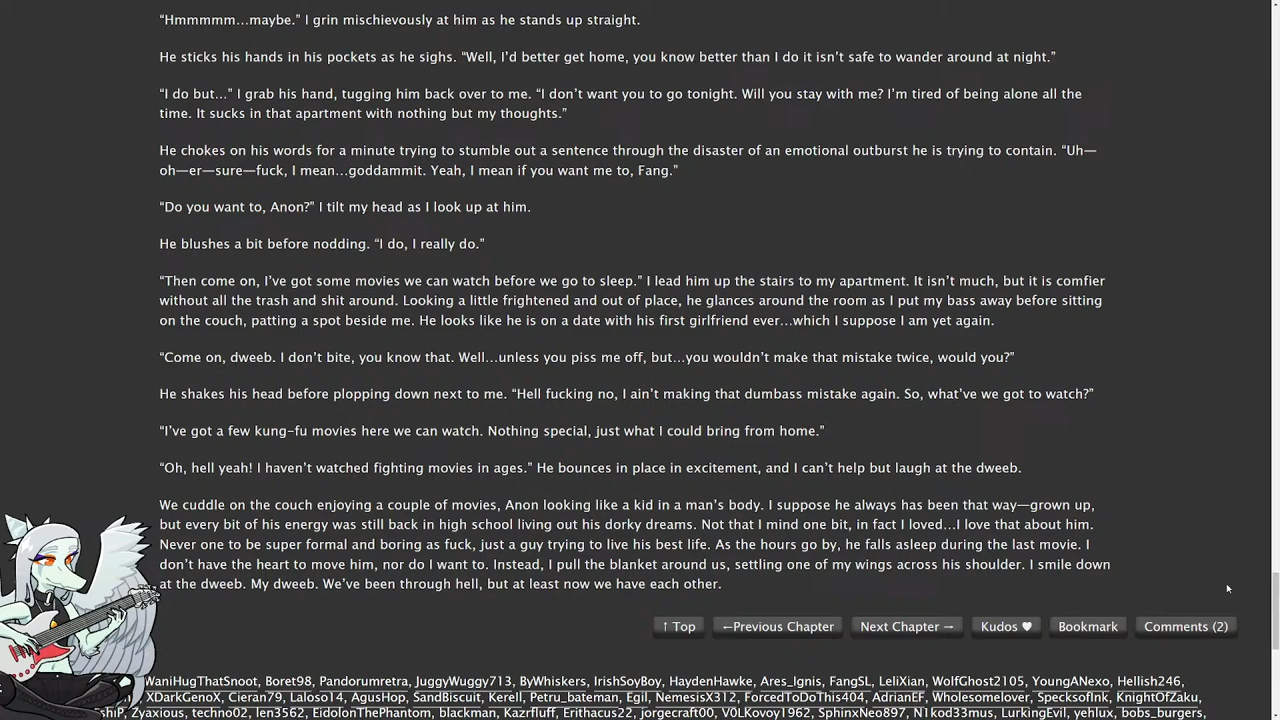 “Hmmmmm…maybe.” I grin mischievously at him as he stands up straight.
He sticks his hands in his pockets as he sighs. “Well, I’d better get home, you know better than I do it isn’t safe to wander around at night.”
“I do but…” I grab his hand, tugging him back over to me. “I don’t want you to go tonight. Will you stay with me? I’m tired of being alone all the
time. It sucks in that apartment with nothing but my thoughts.”
He chokes on his words for a minute trying to stumble out a sentence through the disaster of an emotional outburst he is trying to contain. “Uh—
oh—er—sure—fuck, I mean…goddammit. Yeah, I mean if you want me to, Fang.”
“Do you want to, Anon?” I tilt my head as I look up at him.
He blushes a bit before nodding. “I do, I really do.”
“Then come on, I’ve got some movies we can watch before we go to sleep.” I lead him up the stairs to my apartment. It isn’t much, but it is comfier
without all the trash and shit around. Looking a little frightened and out of place, he glances around the room as I put my bass away before sitting
on the couch, patting a spot beside me. He looks like he is on a date with his first girlfriend ever…which I suppose I am yet again.
“Come on, dweeb. I don’t bite, you know that. Well…unless you piss me off, but…you wouldn’t make that mistake twice, would you?”
He shakes his head before plopping down next to me. “Hell fucking no, I ain’t making that dumbass mistake again. So, what’ve we got to watch?”
“I’ve got a few kung-fu movies here we can watch. Nothing special, just what I could bring from home.”
“Oh, hell yeah! I haven’t watched fighting movies in ages.” He bounces in place in excitement, and I can’t help but laugh at the dweeb.
We cuddle on the couch enjoying a couple of movies, Anon looking like a kid in a man’s body. I suppose he always has been that way—grown up,
but every bit of his energy was still back in high school living out his dorky dreams. Not that I mind one bit, in fact I loved…I love that about him.
Never one to be super formal and boring as fuck, just a guy trying to live his best life. As the hours go by, he falls asleep during the last movie. I
don’t have the heart to move him, nor do I want to. Instead, I pull the blanket around us, settling one of my wings across his shoulder. I smile down
at the dweeb. My dweeb. We’ve been through hell, but at least now we have each other.
↑ Top ←Previous Chapter Next Chapter → Kudos ♥ Bookmark Comments (2)
WaniHugThatSnoot, Boret98, Pandorumretra, JuggyWuggy713, ByWhiskers, IrishSoyBoy, HaydenHawke, Ares_Ignis, FangSL, LeliXian, WolfGhost2105, YoungANexo, Hellish246,
XDarkGenoX, Cieran79, Laloso14, AgusHop, SandBiscuit, Kerell, Petru_bateman, Egil, NemesisX312, ForcedToDoThis404, AdrianEF, Wholesomelover, SpecksofInk, KnightOfZaku,
Zyaxious, techno02, len3562, EidolonThePhantom, blackman, Kazrfluff, Erithacus22, jorgecraft00, V0LKovoy1962, SphinxNeo897, N1kod33mus, LurkingEvil, yehlux, bobs_burgers,